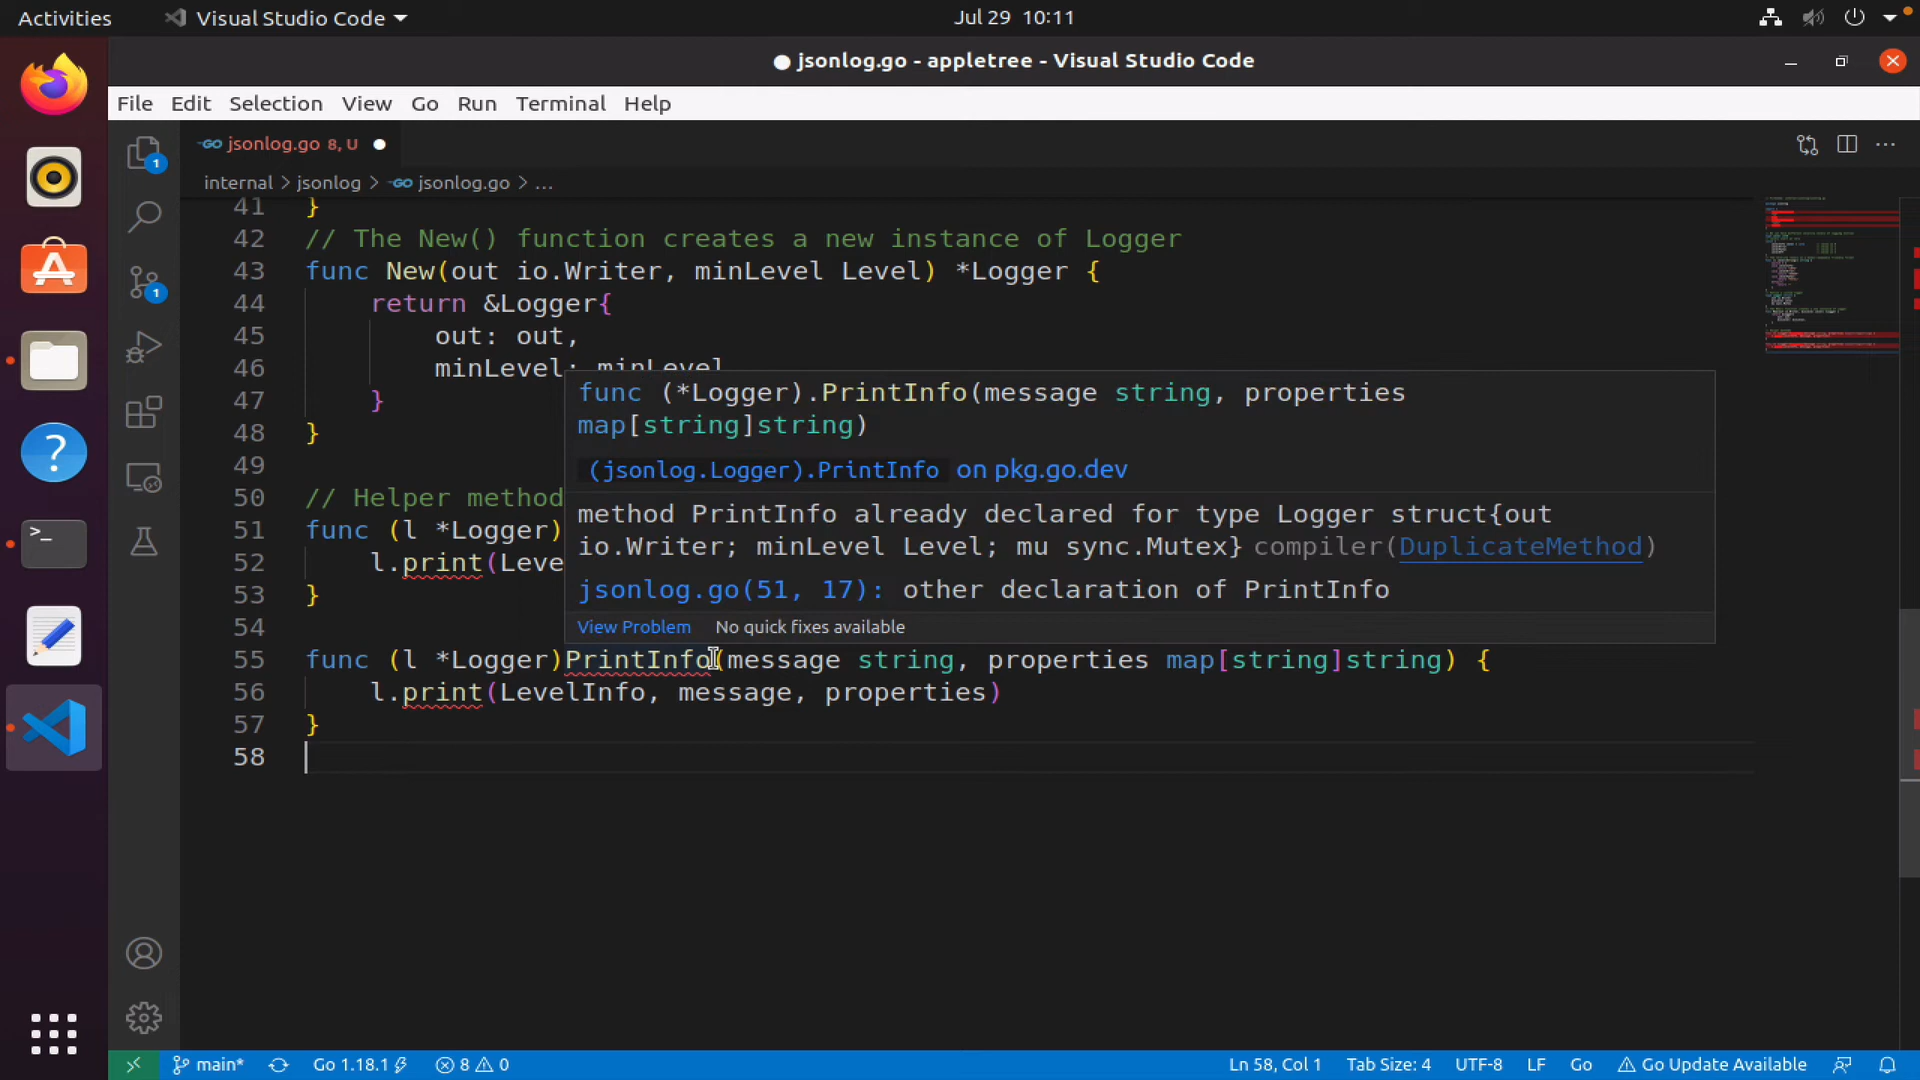 Activities
Visual Studio Code
Jul 29 10:11
jsonlog.go - appletree - Visual Studio Code
File Edit Selection View Go Run Terminal Help
jsonlog.go 8, U
internal > jsonlog > jsonlog.go > ...
41 }
42 // The New() function creates a new instance of Logger
43 func New(out io.Writer, minLevel Level) *Logger {
44 return &Logger{
45 out: out,
46 minLevel: minLevel
47 }
48 }
49
50 // Helper method
51 func (l *Logger)
52 l.print(Leve
53 }
54
func (*Logger).PrintInfo(message string, properties
map[string]string)
(jsonlog.Logger).PrintInfo on pkg.go.dev
method PrintInfo already declared for type Logger struct{out
io.Writer; minLevel Level; mu sync.Mutex} compiler(DuplicateMethod)
jsonlog.go(51, 17): other declaration of PrintInfo
View Problem No quick fixes available
55 func (l *Logger)PrintInfo(message string, properties map[string]string) {
56 l.print(LevelInfo, message, properties)
57 }
58
1
1
main* Go 1.18.1 8 0 Ln 58, Col 1 Tab Size: 4 UTF-8 LF Go Go Update Available